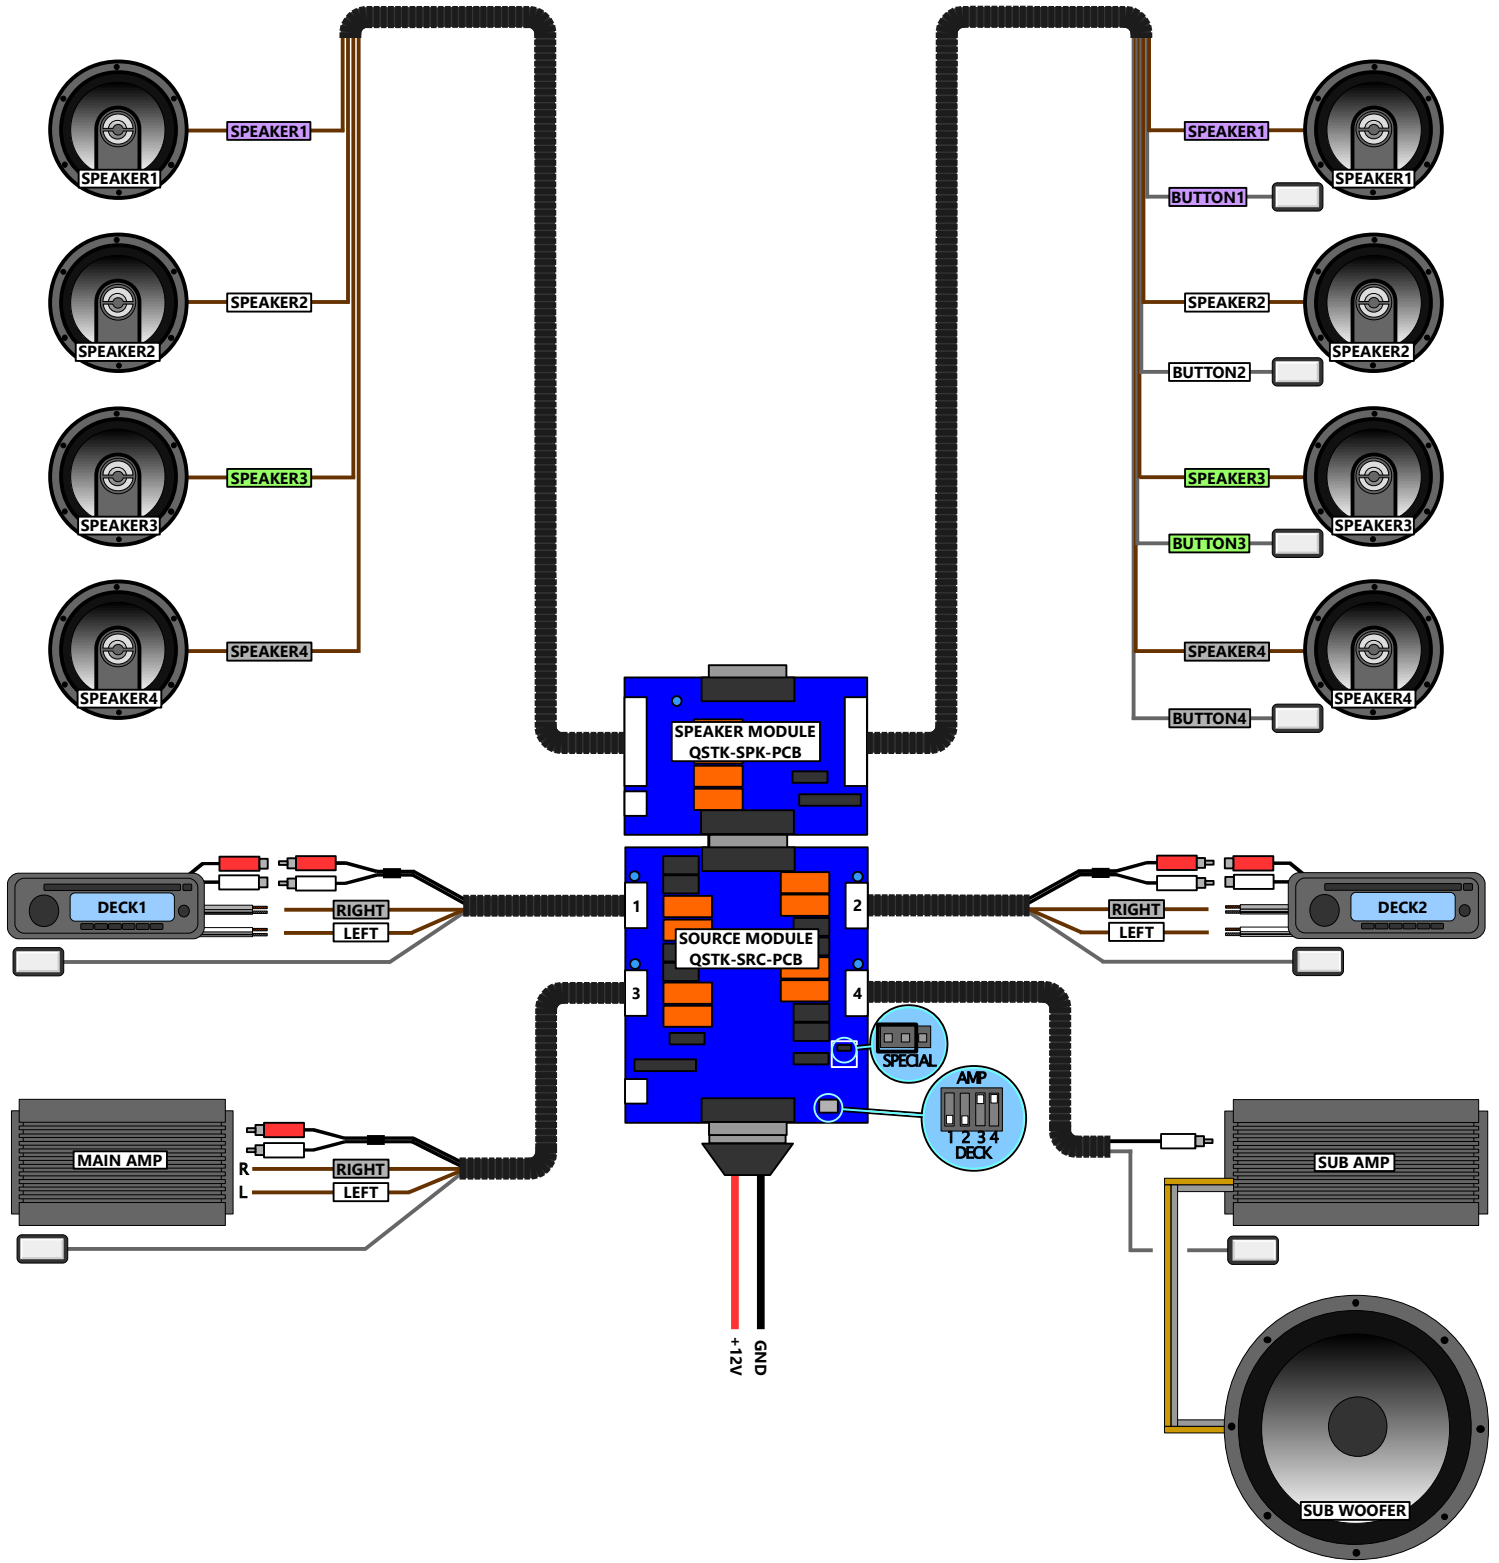 SPEAKER1
SPEAKER1
SPEAKER1
SPEAKER1
BUTTON1
SPEAKER2
SPEAKER2
SPEAKER2
SPEAKER2
BUTTON2
SPEAKER3
SPEAKER3
SPEAKER3
SPEAKER3
BUTTON3
SPEAKER4
SPEAKER4
SPEAKER4
SPEAKER4
BUTTON4
SPEAKER MODULE
QSTK-SPK-PCB
DECK1
RIGHT
LEFT
1
2
SOURCE MODULE
QSTK-SRC-PCB
RIGHT
LEFT
DECK2
3
4
SPECIAL
AMP
1 2 3 4
DECK
MAIN AMP
R
L
RIGHT
LEFT
SUB AMP
+12V
GND
SUB WOOFER